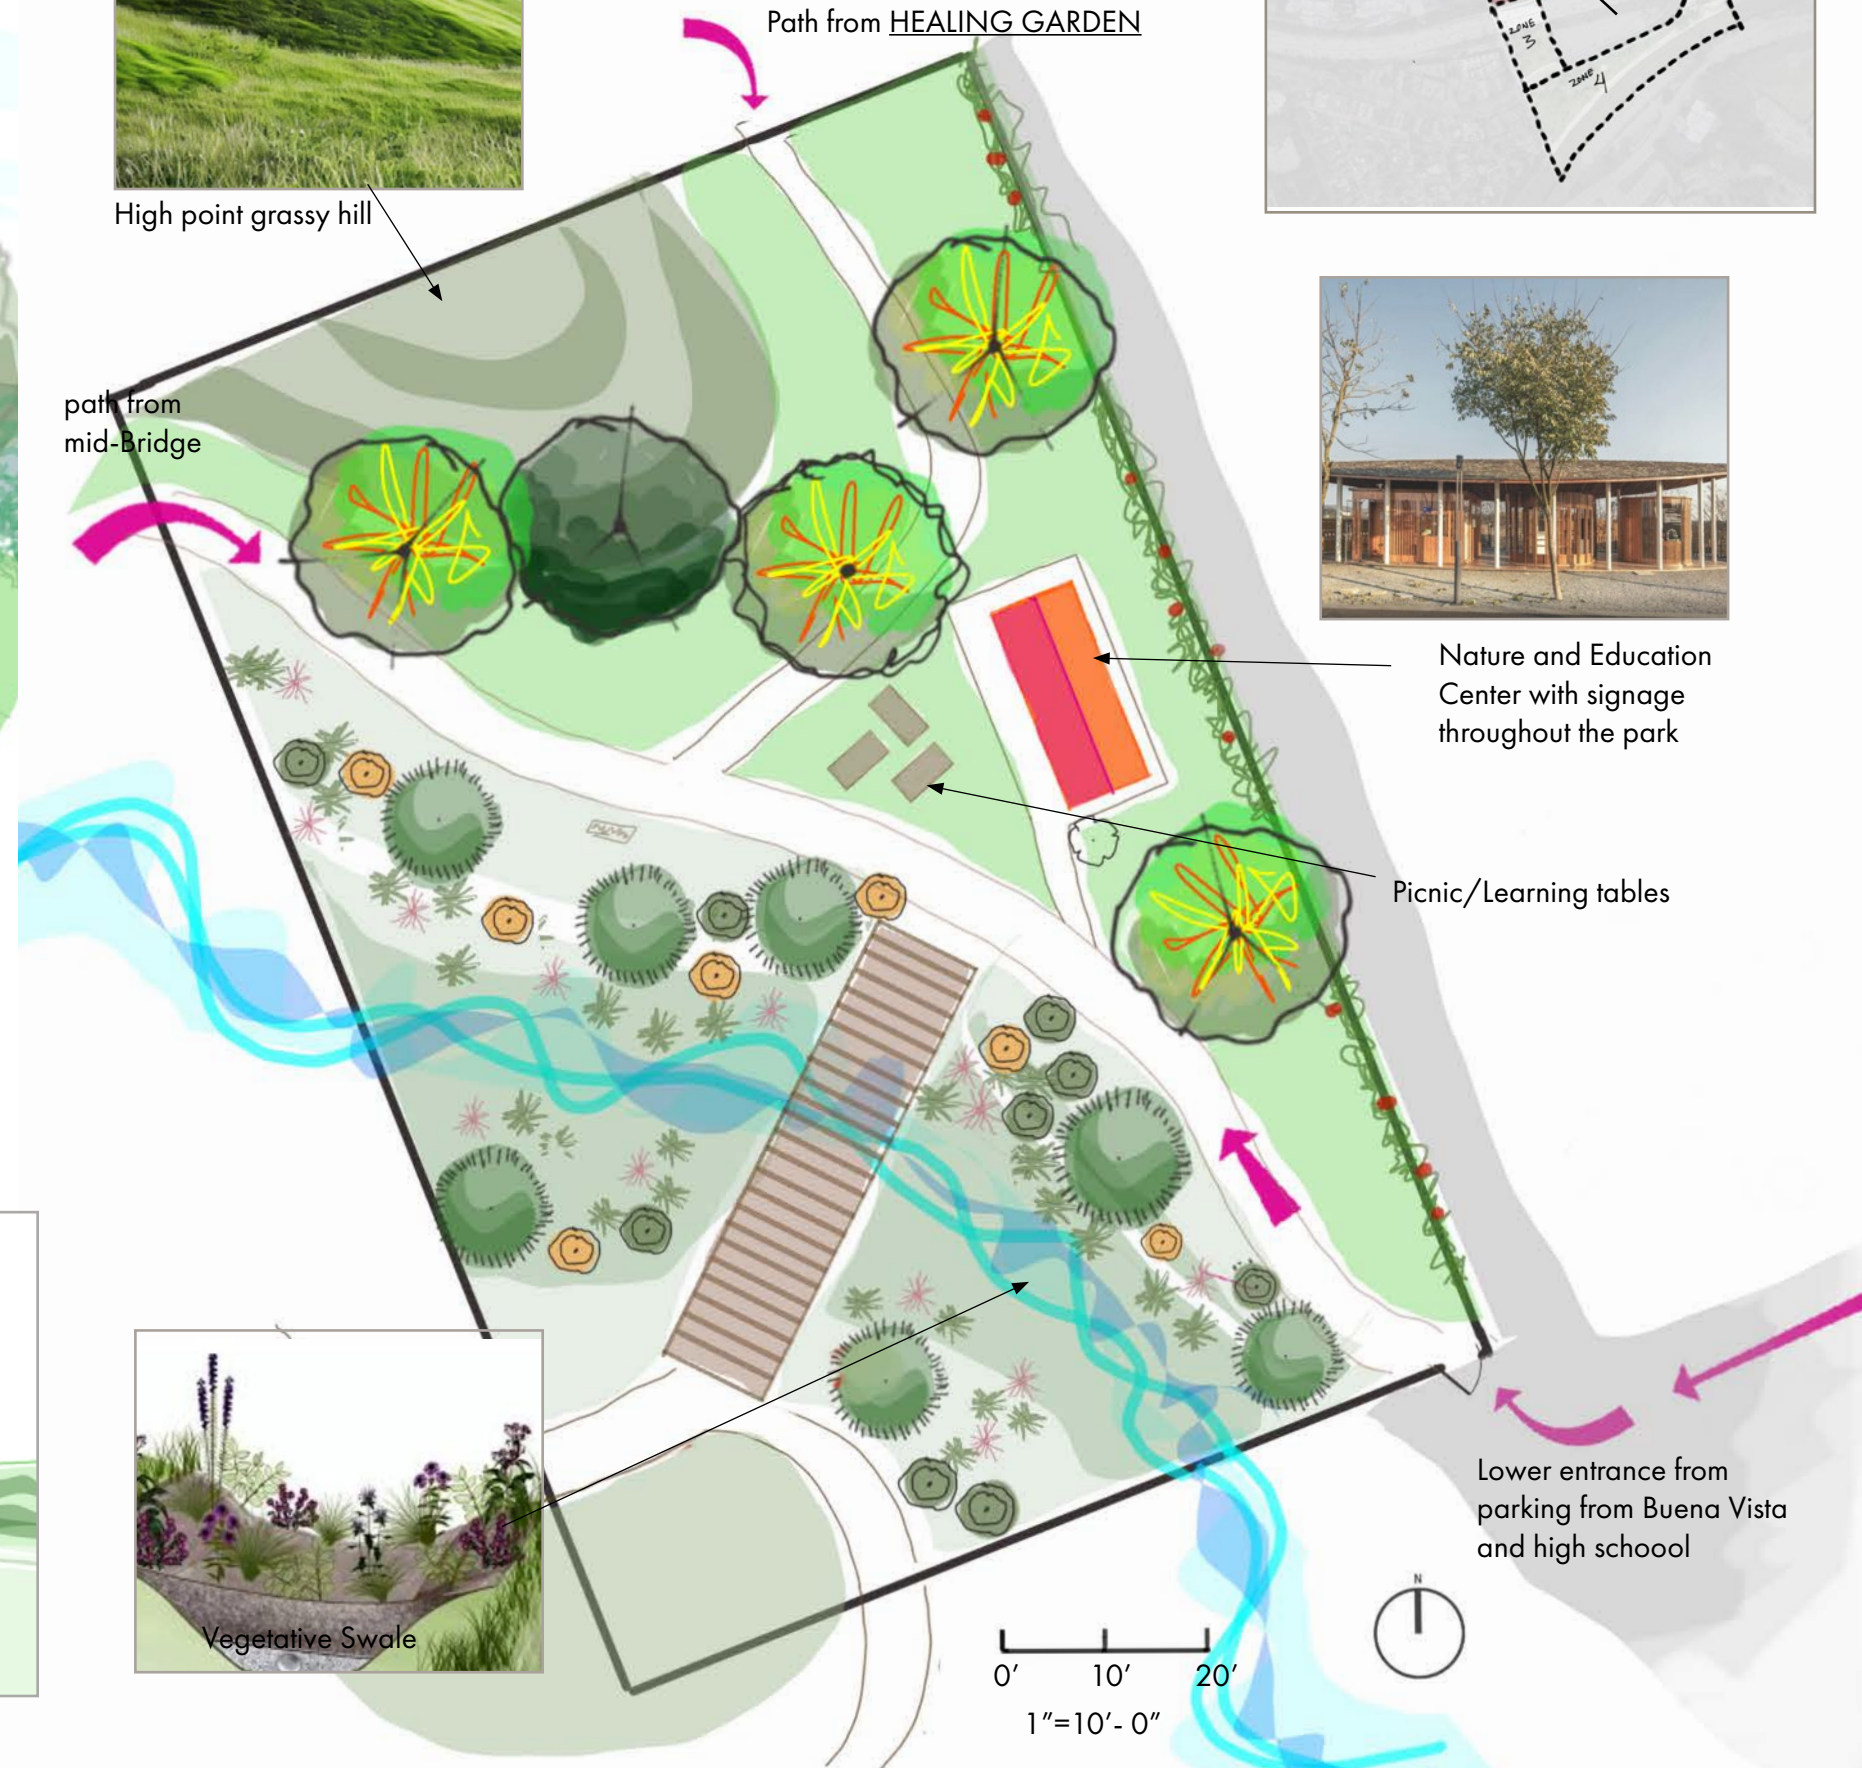 Path from HEALING GARDEN
ZONE
3
ZONE
4
High point grassy hill
path from
mid-Bridge
Nature and Education
Center with signage
throughout the park
Picnic/Learning tables
Lower entrance from
parking from Buena Vista
and high schoool
Vegetative Swale
N
0’ 10’ 20’
1”=10’- 0”